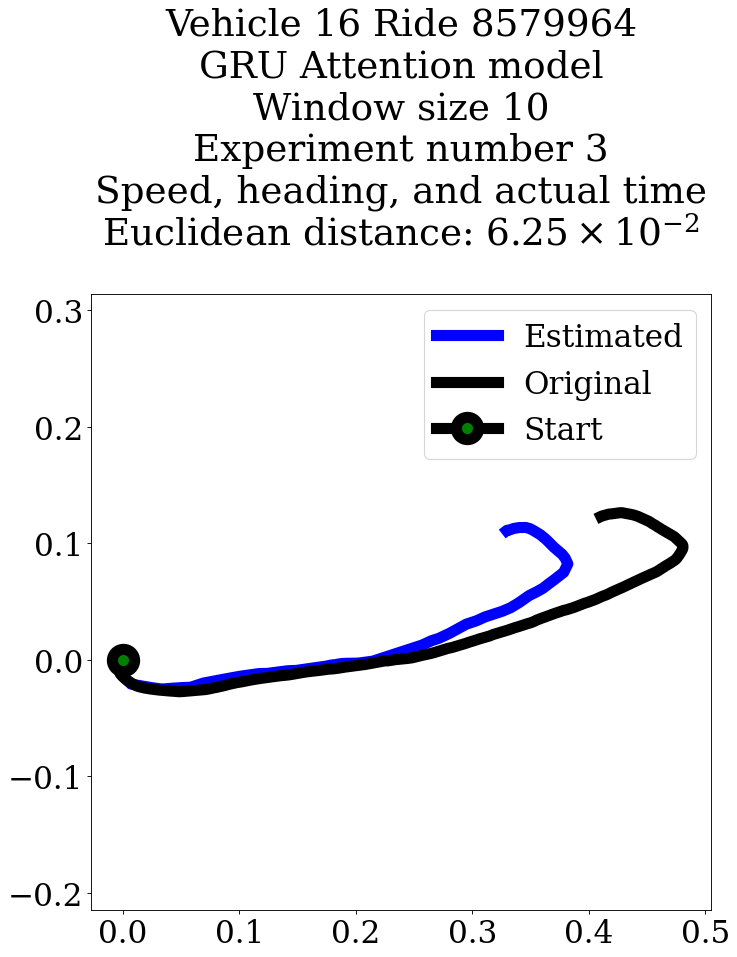 Vehicle 16 Ride 8579964
GRU Attention model
Window size 10
Experiment number 3
Speed, heading, and actual time
Euclidean distance: 6.25 × 10⁻²
Estimated
Original
Start
0.3
0.2
0.1
0.0
−0.1
−0.2
0.0 0.1 0.2 0.3 0.4 0.5